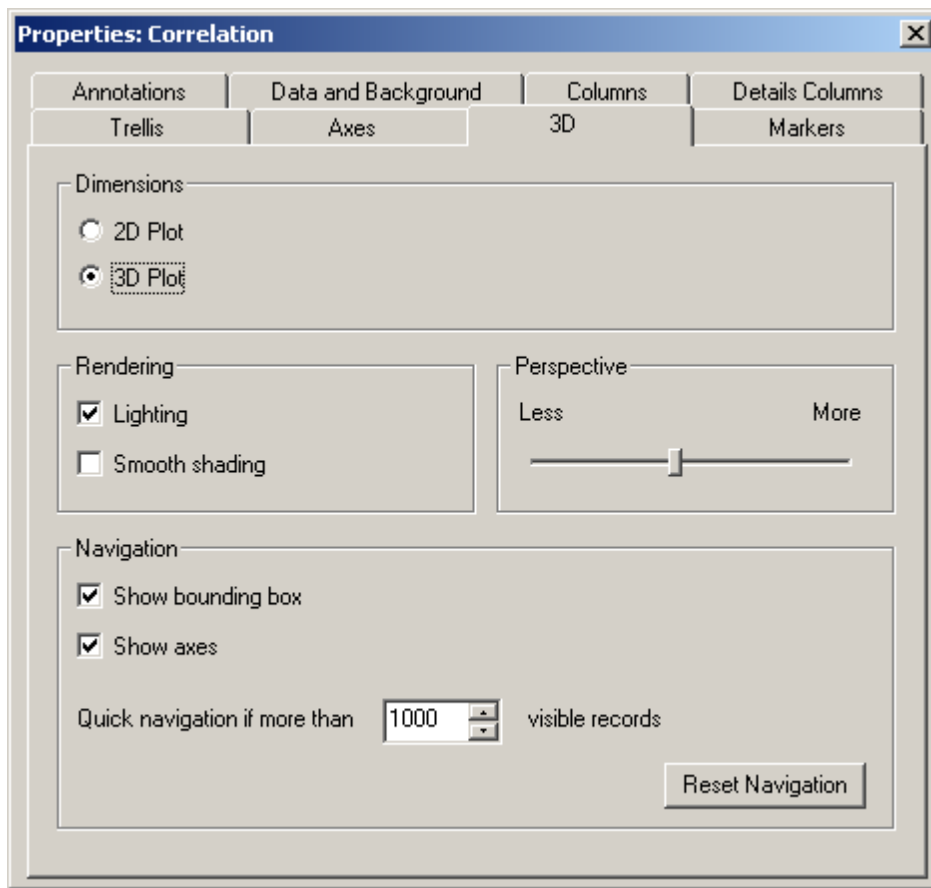 Properties: Correlation
Annotations Data and Background Columns Details Columns
Trellis Axes 3D Markers
Dimensions
2D Plot
3D Plot
Rendering
Lighting
Smooth shading
Perspective
Less More
Navigation
Show bounding box
Show axes
Quick navigation if more than 1000 visible records
Reset Navigation